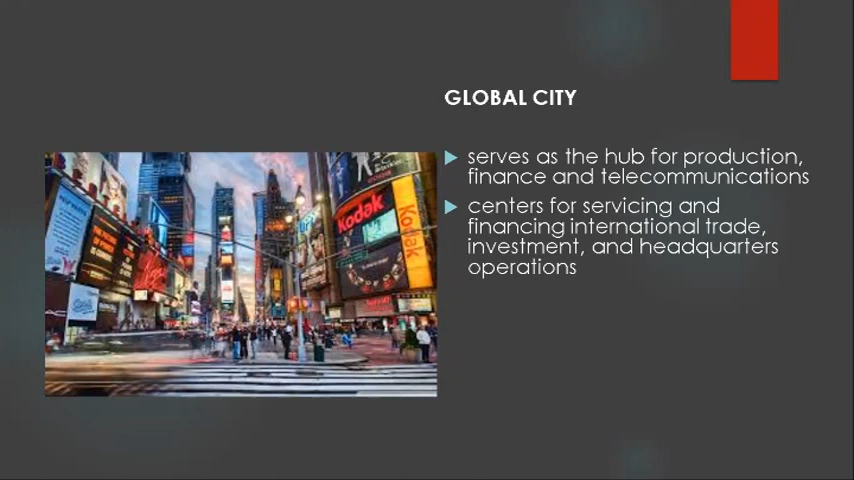 GLOBAL CITY
serves as the hub for production,
finance and telecommunications
centers for servicing and
financing international trade,
investment, and headquarters
operations
Kodak
Kodak